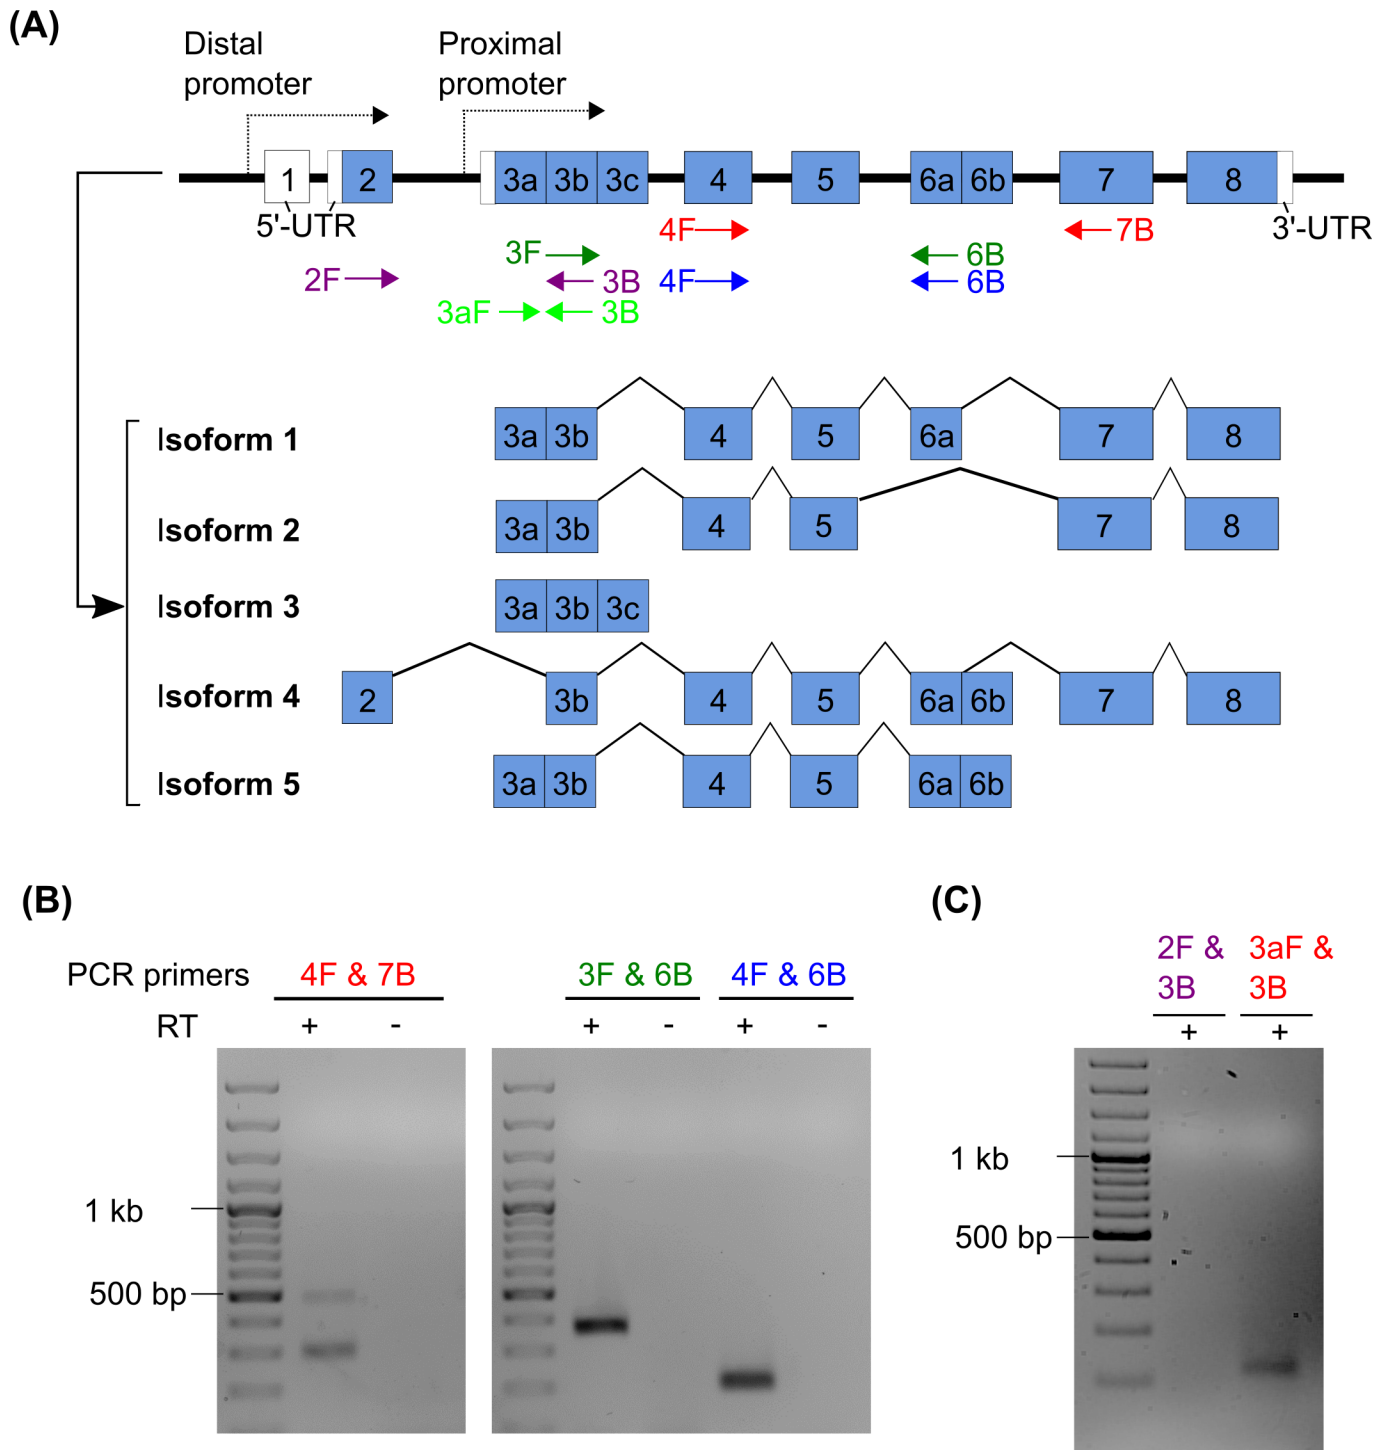 (A)
Distal
promoter
Proximal
promoter
1 2 3a 3b 3c 4 5 6a 6b 7 8
5'-UTR
3'-UTR
4F 7B
3F 6B
2F 3B 4F 6B
3aF 3B
Isoform 1 3a 3b 4 5 6a 7 8
Isoform 2 3a 3b 4 5 7 8
Isoform 3 3a 3b 3c
Isoform 4 2 3b 4 5 6a 6b 7 8
Isoform 5 3a 3b 4 5 6a 6b
(B)
PCR primers 4F & 7B 3F & 6B 4F & 6B
RT + - + - + -
1 kb
500 bp
(C)
2F &
3B
3aF &
3B
+ +
1 kb
500 bp